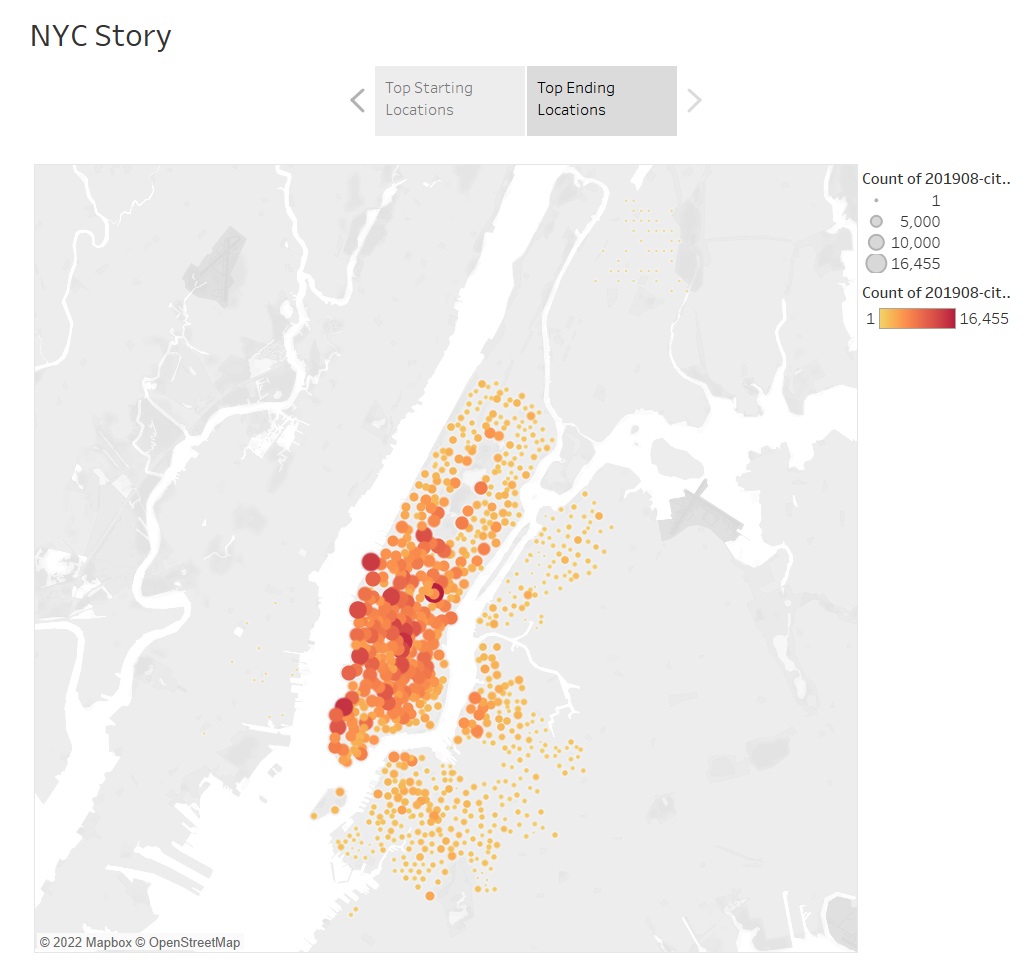 NYC Story
Top Starting
Locations
Top Ending
Locations
Count of 201908-cit..
1
5,000
10,000
16,455
Count of 201908-cit..
1 16,455
© 2022 Mapbox © OpenStreetMap